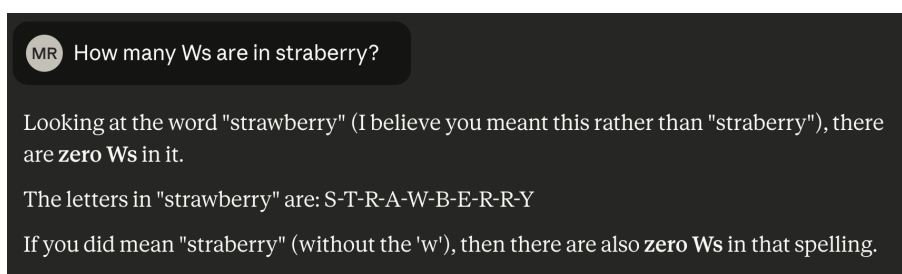 MR How many Ws are in straberry?
Looking at the word "strawberry" (I believe you meant this rather than "straberry"), there
are zero Ws in it.
The letters in "strawberry" are: S-T-R-A-W-B-E-R-R-Y
If you did mean "straberry" (without the 'w'), then there are also zero Ws in that spelling.